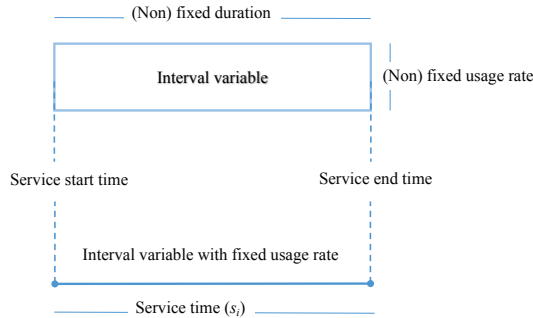 (Non) fixed duration
Interval variable
(Non) fixed usage rate
Service start time
Service end time
Interval variable with fixed usage rate
Service time (sᵢ)